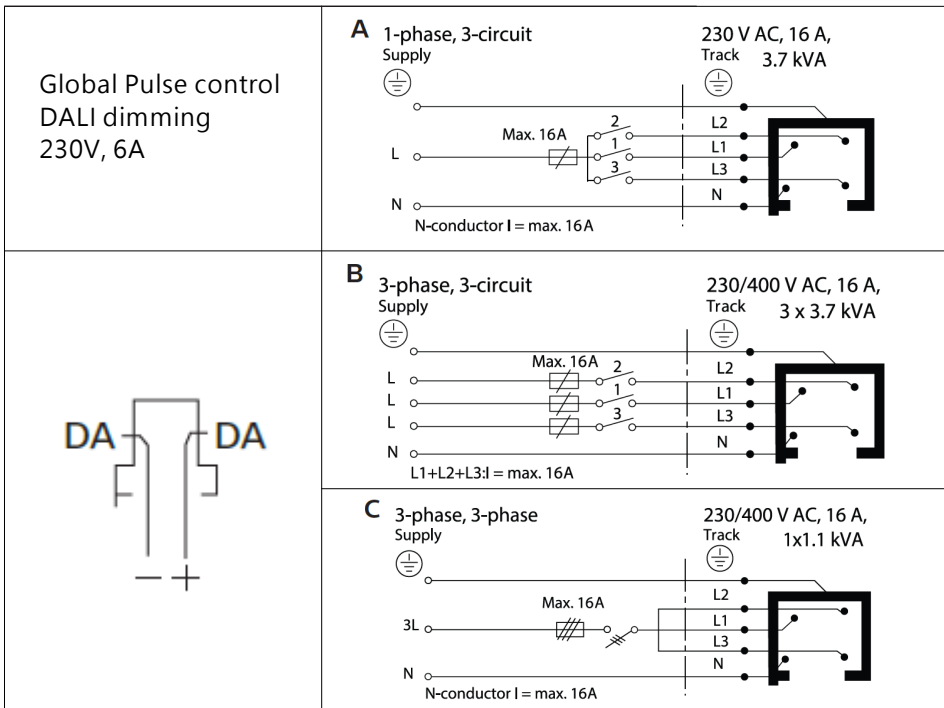 Global Pulse control
DALI dimming
230V, 6A
A 1-phase, 3-circuit
Supply
230 V AC, 16 A,
Track 3.7 kVA
Max. 16A
2
1
3
L
N
L2
L1
L3
N
N-conductor I = max. 16A
DA DA
− +
B 3-phase, 3-circuit
Supply
230/400 V AC, 16 A,
Track 3 x 3.7 kVA
Max. 16A
2
1
3
L
L
L
N
L2
L1
L3
N
L1+L2+L3:I = max. 16A
C 3-phase, 3-phase
Supply
230/400 V AC, 16 A,
Track 1x1.1 kVA
Max. 16A
3L
N
L2
L1
L3
N
N-conductor I = max. 16A